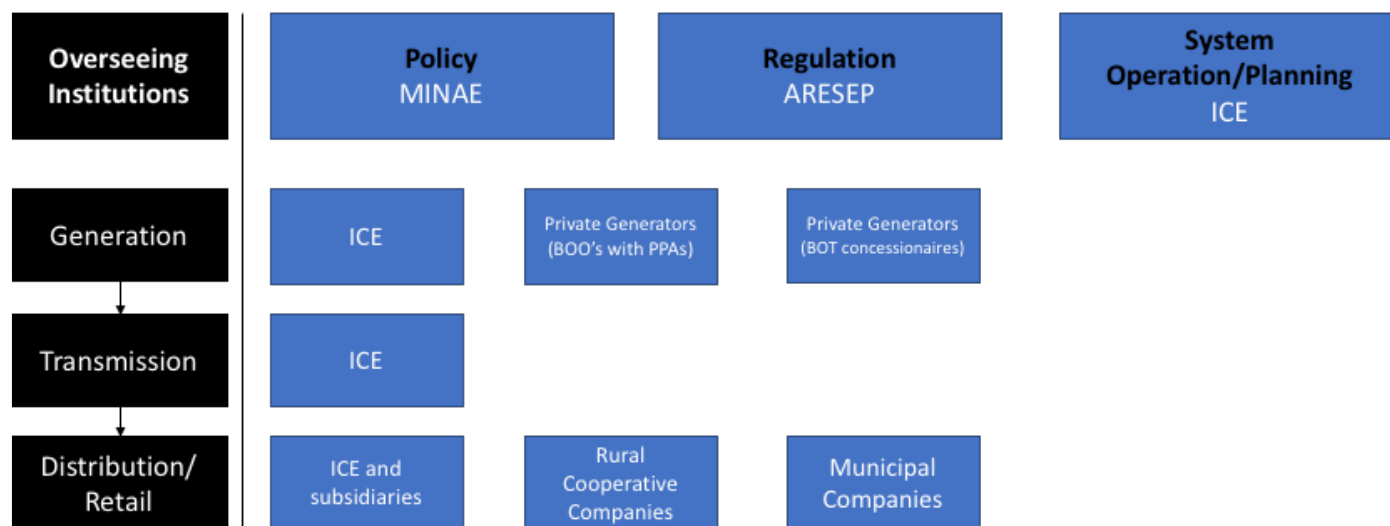 Overseeing
Institutions
Policy
MINAE
Regulation
ARESEP
System
Operation/Planning
ICE
Generation
ICE
Private Generators
(BOO's with PPAs)
Private Generators
(BOT concessionaires)
Transmission
ICE
Distribution/
Retail
ICE and
subsidiaries
Rural
Cooperative
Companies
Municipal
Companies